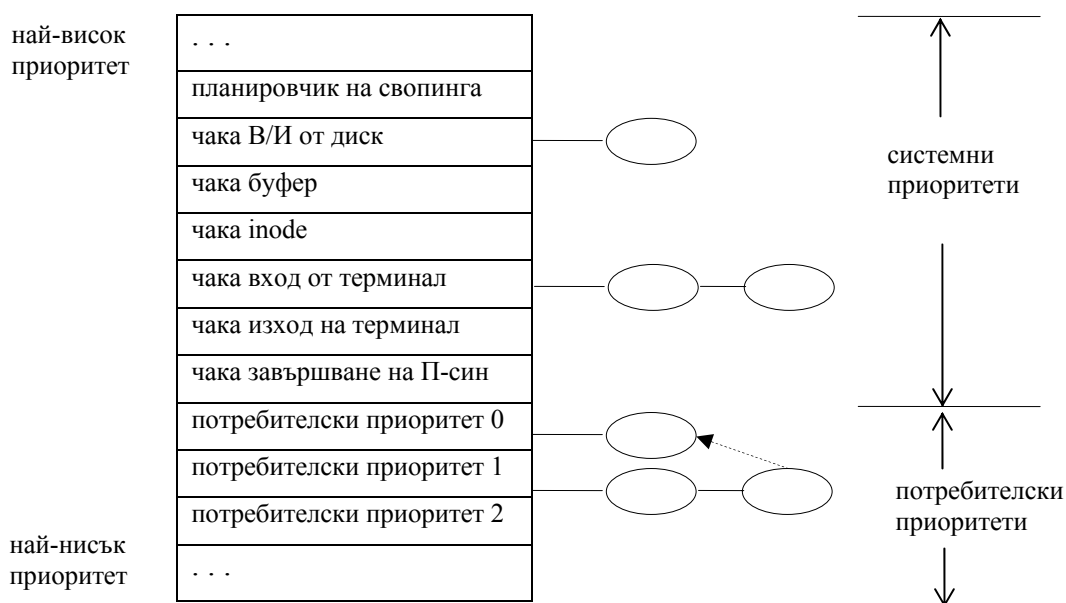 най-висок
приоритет
. . .
планировчик на свопинга
чака В/И от диск
чака буфер
чака inode
чака вход от терминал
чака изход на терминал
чака завършване на П-син
потребителски приоритет 0
потребителски приоритет 1
потребителски приоритет 2
най-нисък
приоритет
. . .
системни
приоритети
потребителски
приоритети